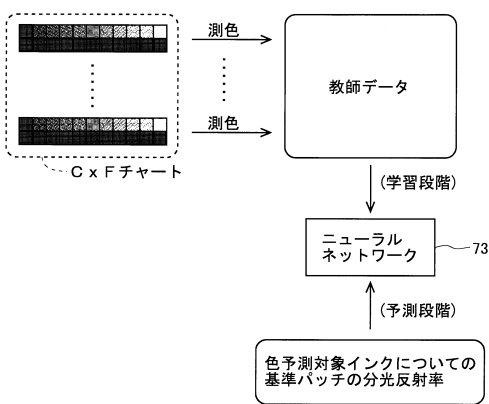 測色
教師データ
測色
CxFチャート
(学習段階)
ニューラル
ネットワーク
73
(予測段階)
色予測対象インクについての
基準パッチの分光反射率